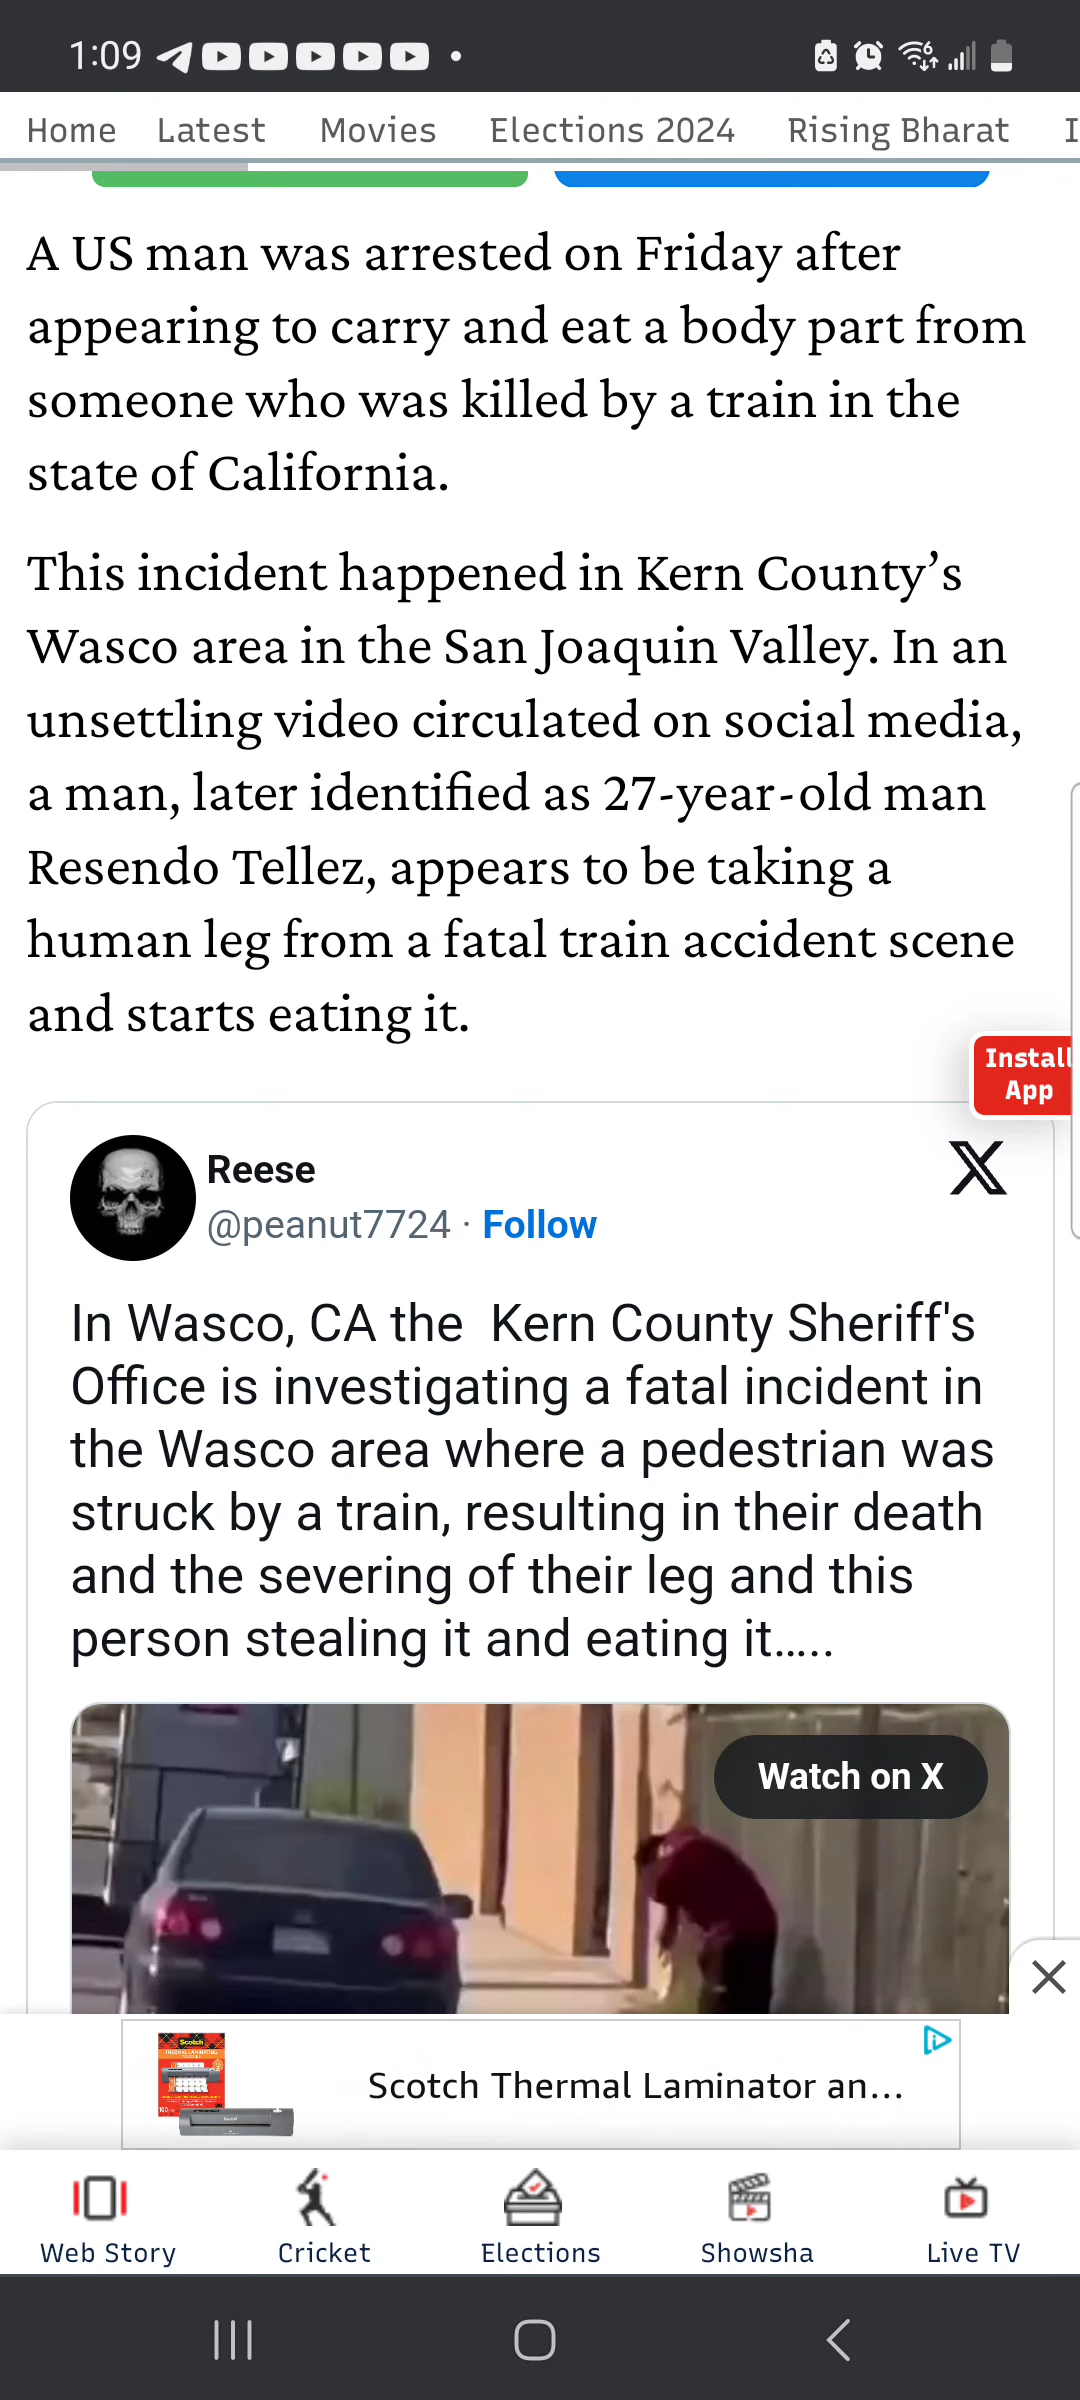 1:09
Home Latest Movies Elections 2024 Rising Bharat
A US man was arrested on Friday after
appearing to carry and eat a body part from
someone who was killed by a train in the
state of California.
This incident happened in Kern County’s
Wasco area in the San Joaquin Valley. In an
unsettling video circulated on social media,
a man, later identified as 27-year-old man
Resendo Tellez, appears to be taking a
human leg from a fatal train accident scene
and starts eating it.
Install
App
Reese
@peanut7724 · Follow
In Wasco, CA the  Kern County Sheriff's
Office is investigating a fatal incident in
the Wasco area where a pedestrian was
struck by a train, resulting in their death
and the severing of their leg and this
person stealing it and eating it.....
Watch on X
Scotch
Scotch Thermal Laminator an...
Web Story Cricket Elections Showsha Live TV